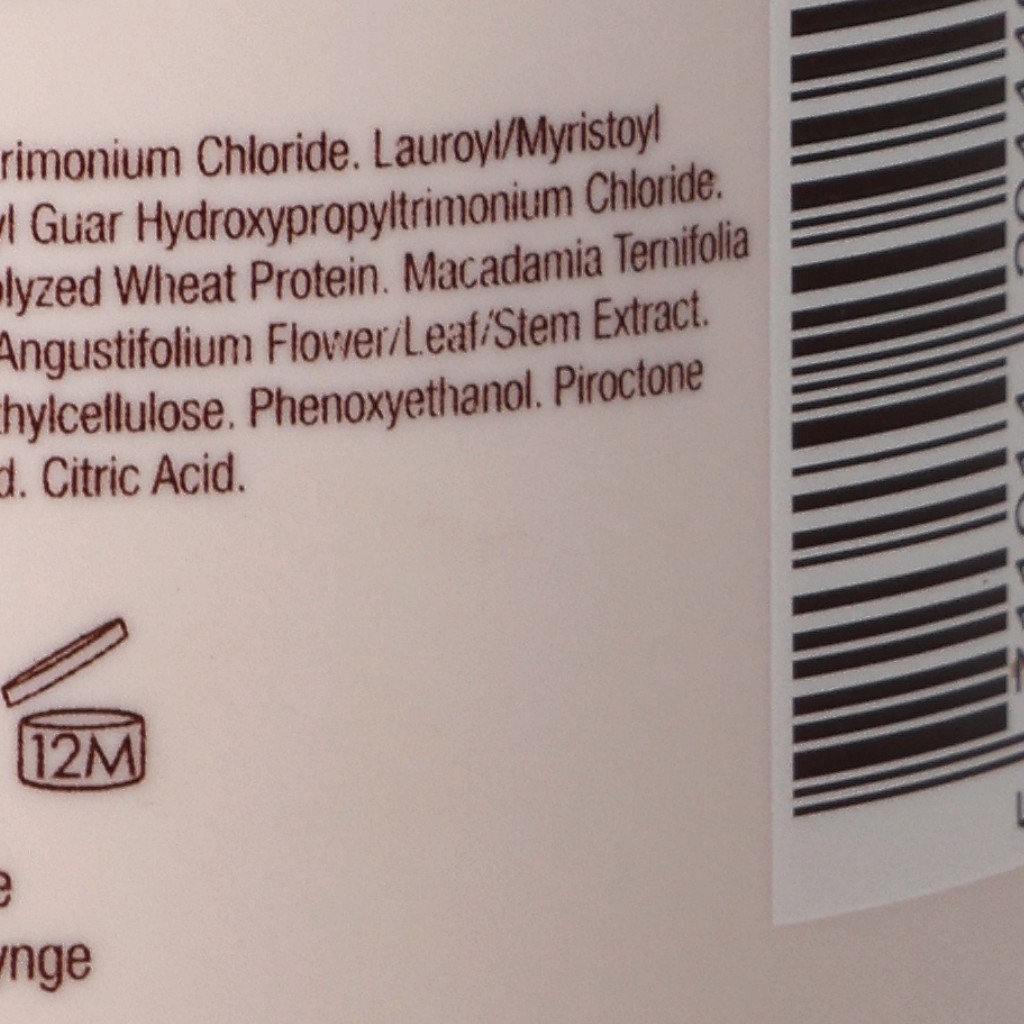 rimonium Chloride. Lauroyl/Myristoyl
yl Guar Hydroxypropyltrimonium Chloride.
olyzed Wheat Protein. Macadamia Ternifolia
Angustifolium Flower/Leaf/Stem Extract.
thylcellulose. Phenoxyethanol. Piroctone
d. Citric Acid.
12M
e
ynge